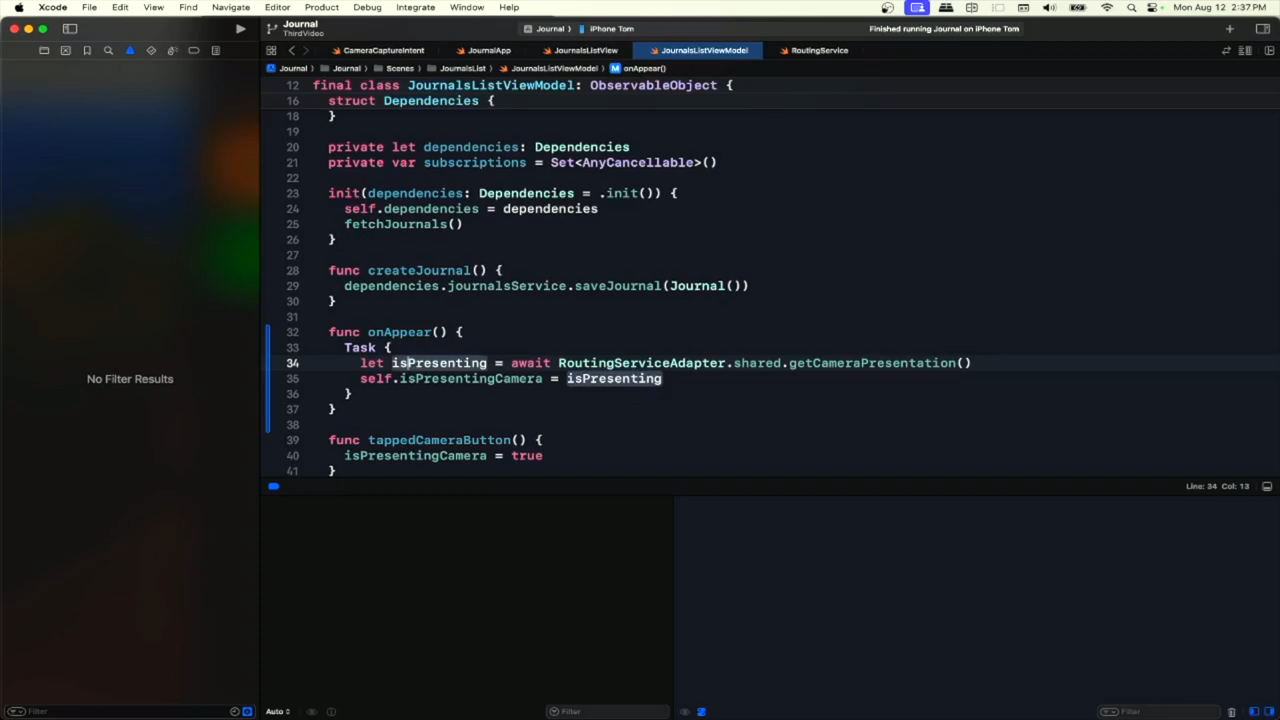 Xcode File Edit View Find Navigate Editor Product Debug Integrate Window Help Mon Aug 12 2:37 PM
Journal
ThirdVideo
Journal 〉 iPhone Tom
Finished running Journal on iPhone Tom
CameraCaptureIntent JournalApp JournalsListView JournalsListViewModel RoutingService
Journal 〉 Journal 〉 Scenes 〉 JournalsList 〉 JournalsListViewModel 〉 M onAppear()
12 final class JournalsListViewModel: ObservableObject {
16 struct Dependencies {
18 }
19
20 private let dependencies: Dependencies
21 private var subscriptions = Set<AnyCancellable>()
22
23 init(dependencies: Dependencies = .init()) {
24 self.dependencies = dependencies
25 fetchJournals()
26 }
27
28 func createJournal() {
29 dependencies.journalsService.saveJournal(Journal())
30 }
31
32 func onAppear() {
33 Task {
34 let isPresenting = await RoutingServiceAdapter.shared.getCameraPresentation()
35 self.isPresentingCamera = isPresenting
36 }
37 }
38
39 func tappedCameraButton() {
40 isPresentingCamera = true
41 }
No Filter Results
Line: 34 Col: 13
Filter
Auto
Filter
Filter